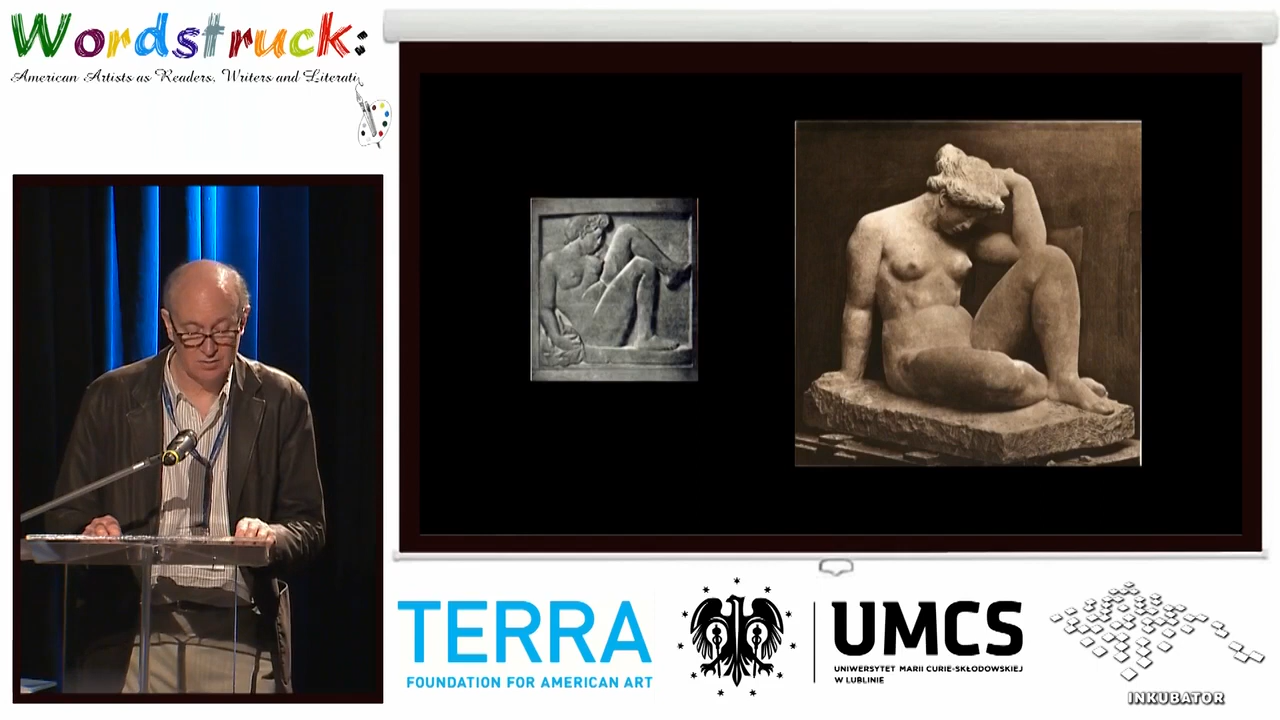 Wordstruck:
American Artists as Readers, Writers and Literati
TERRA
FOUNDATION FOR AMERICAN ART
UMCS
UNIWERSYTET MARII CURIE-SKŁODOWSKIEJ
W LUBLINIE
INKUBATOR